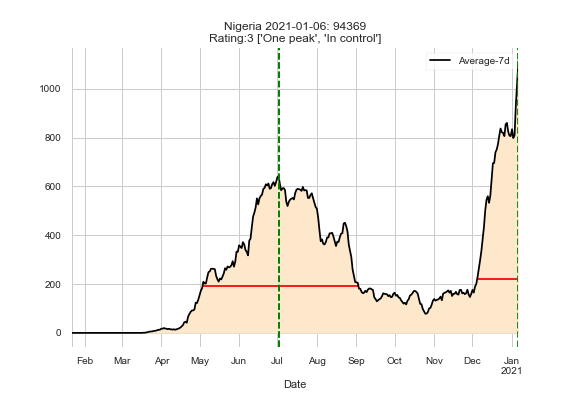 Nigeria 2021-01-06: 94369
Rating:3 ['One peak', 'In control']
Average-7d
1000
800
600
400
200
0
Feb Mar Apr May Jun Jul Aug Sep Oct Nov Dec Jan
2021
Date